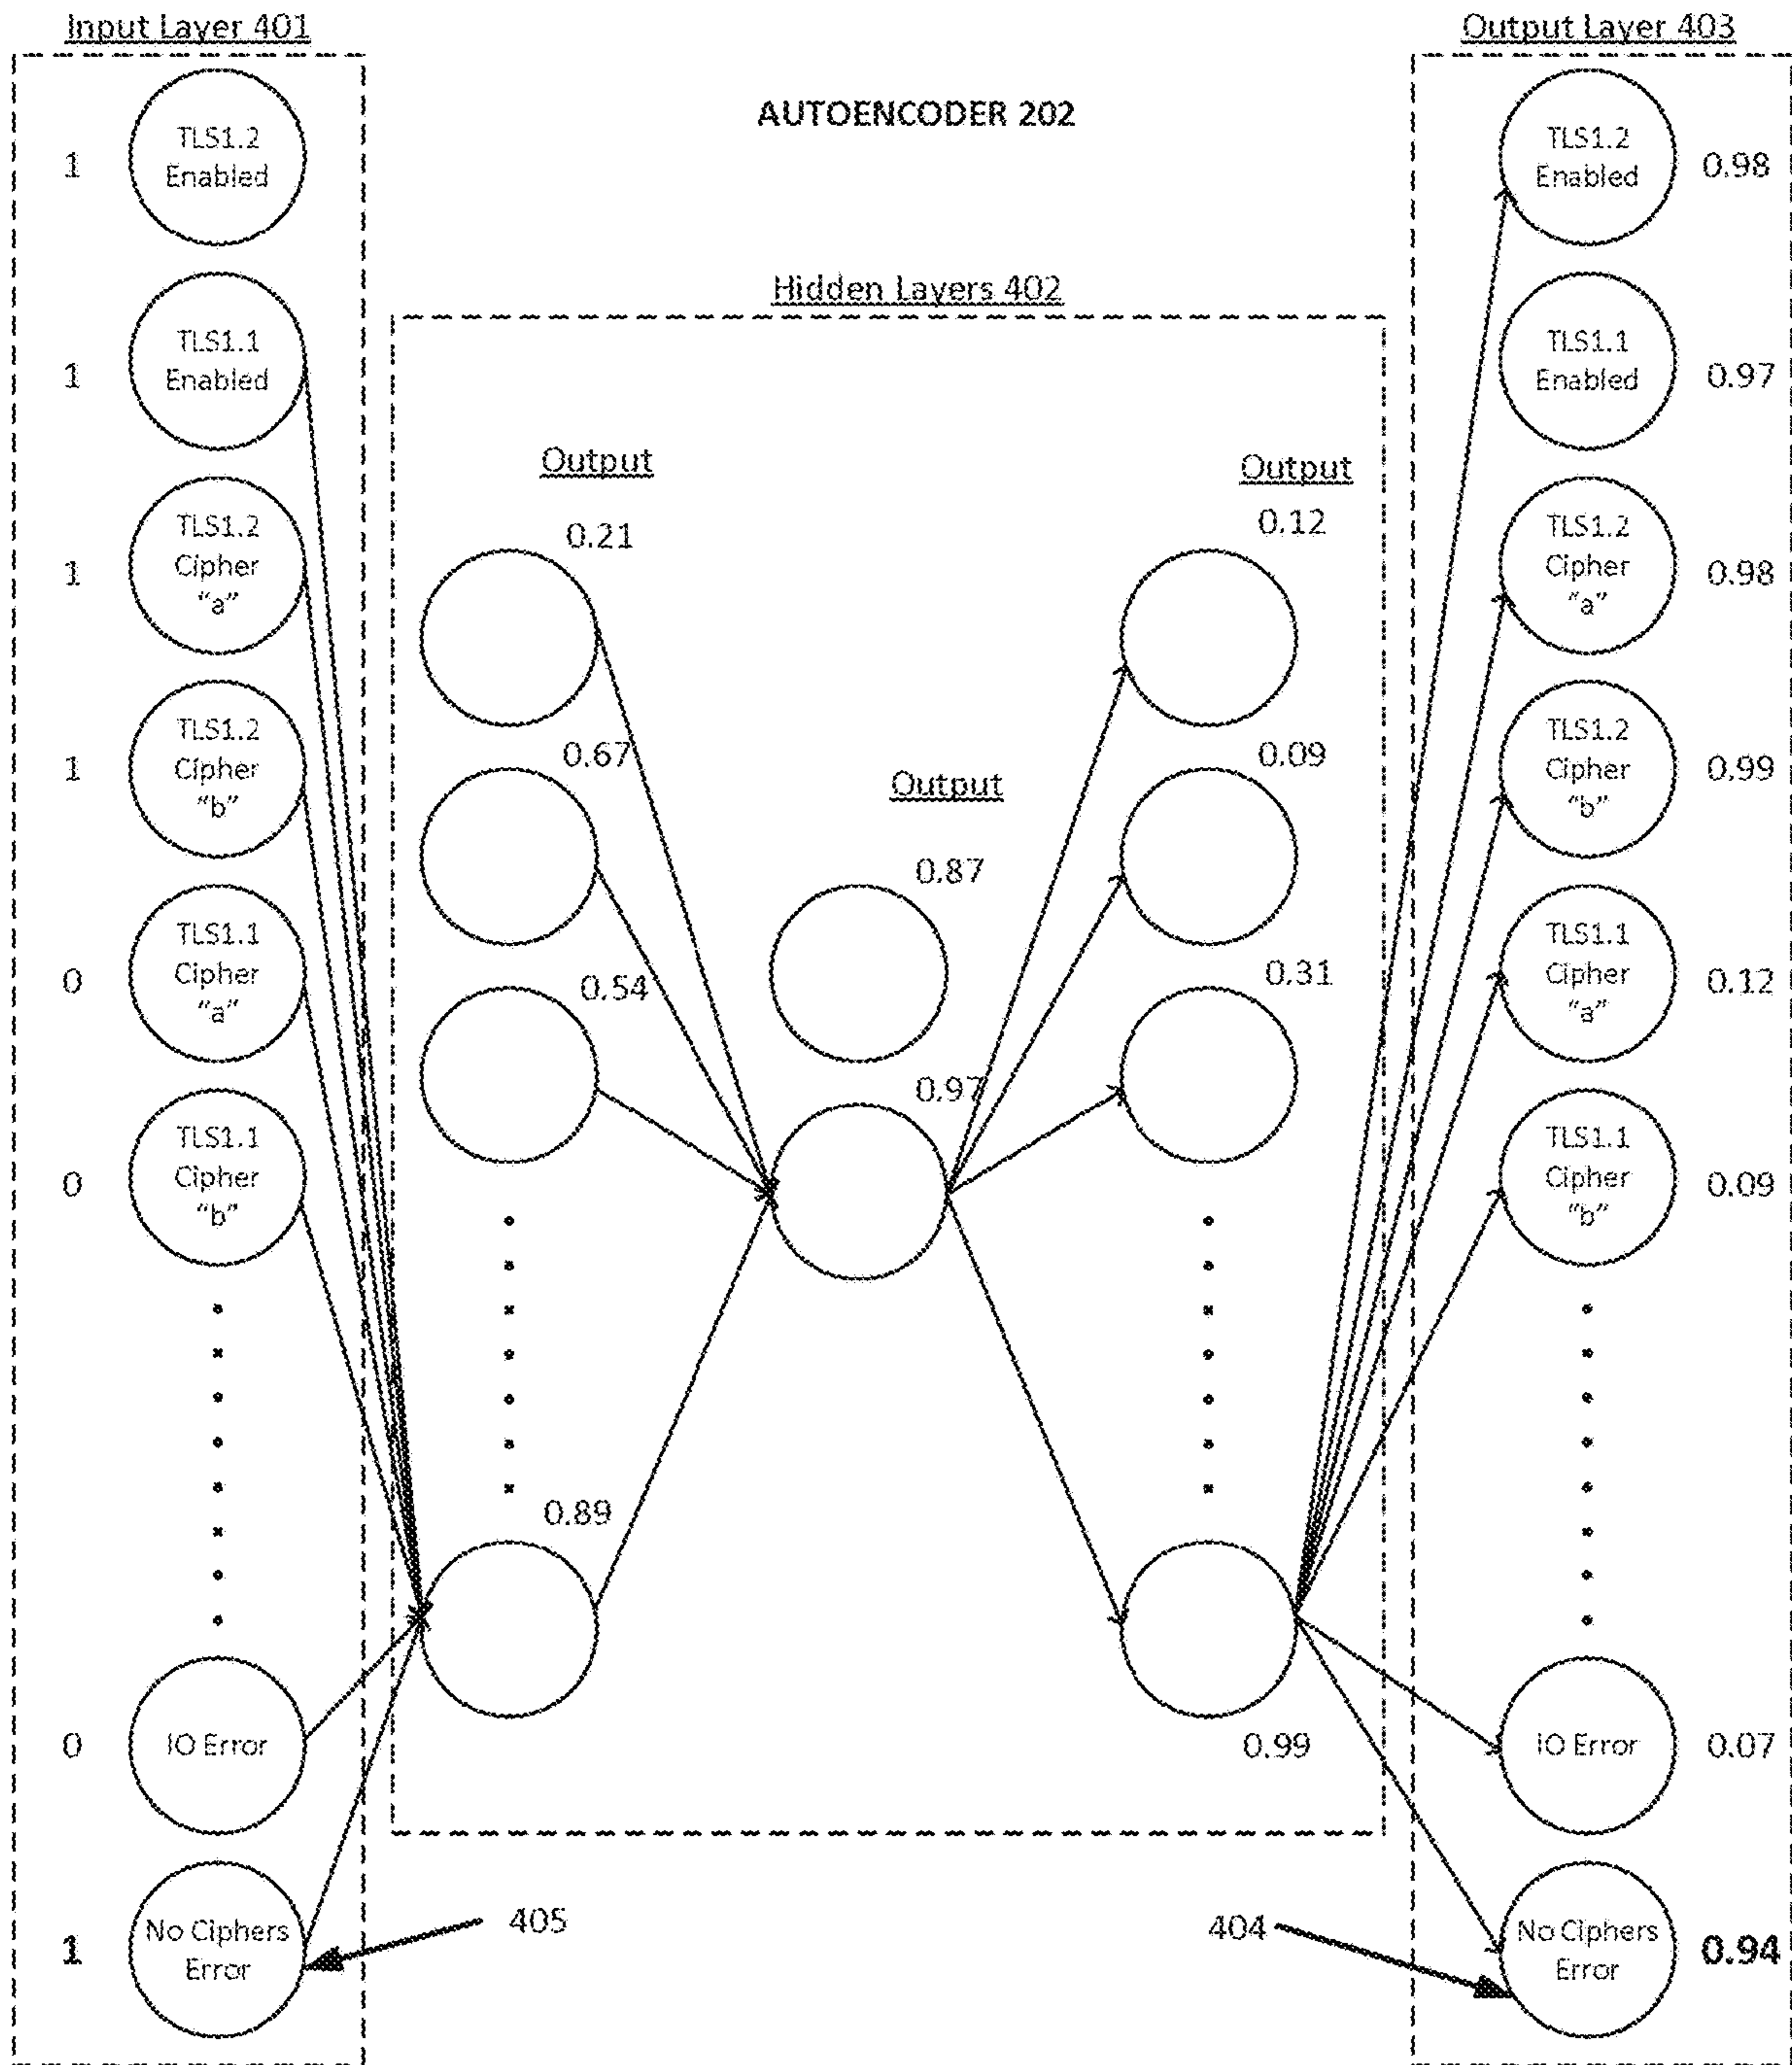 Input Layer 401
Output Layer 403
AUTOENCODER 202
1
TLS1.2
Enabled
TLS1.2
Enabled
0.98
Hidden Layers 402
1
TLS1.1
Enabled
TLS1.1
Enabled
0.97
Output
Output
0.21
0.12
1
TLS1.2
Cipher
"a"
TLS1.2
Cipher
"a"
0.98
0.67
0.09
1
TLS1.2
Cipher
"b"
Output
TLS1.2
Cipher
"b"
0.99
0.87
0
TLS1.1
Cipher
"a"
0.54
0.31
TLS1.1
Cipher
"a"
0.12
0.97
0
TLS1.1
Cipher
"b"
TLS1.1
Cipher
"b"
0.09
0.89
0
IO Error
0.99
IO Error
0.07
1
No Ciphers
Error
405
404
No Ciphers
Error
0.94